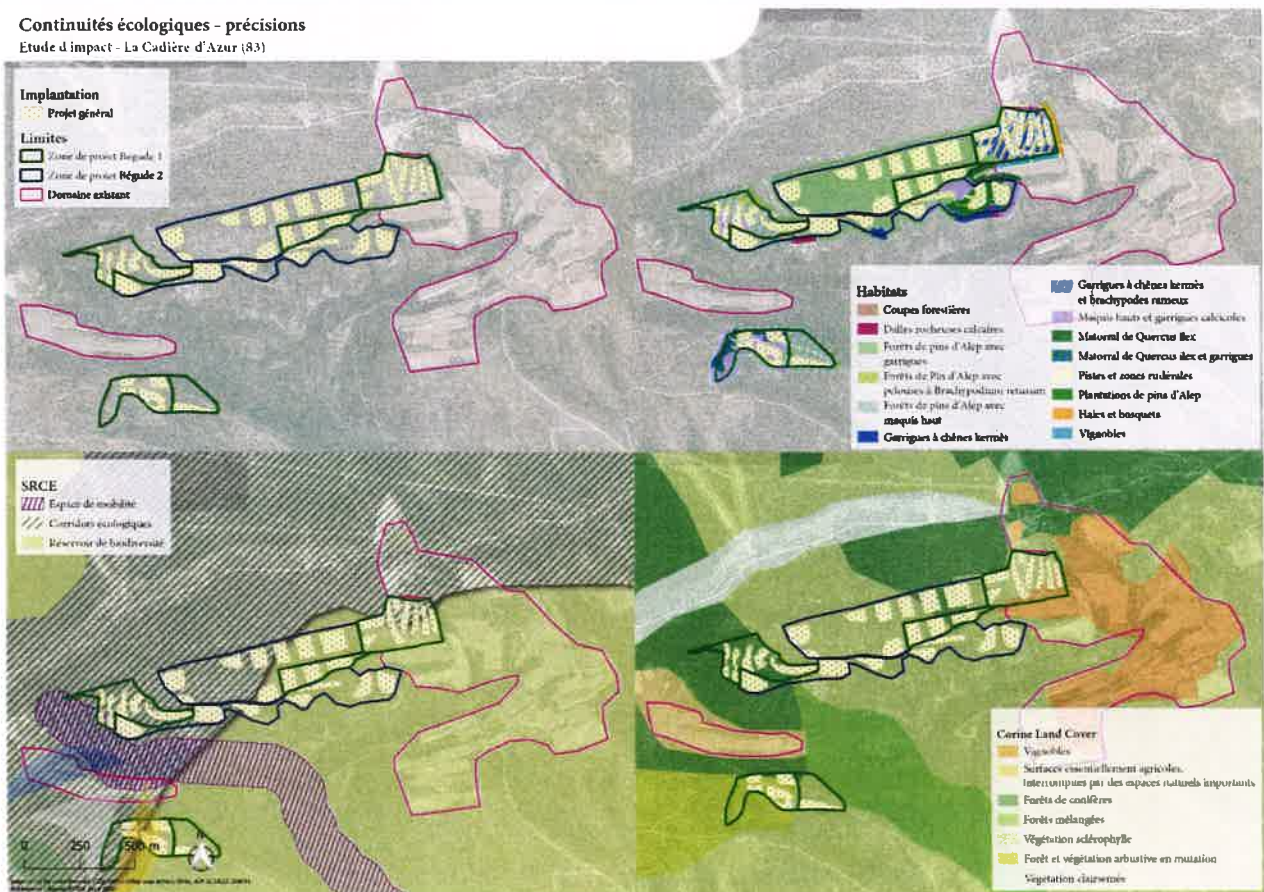 Continuités écologiques - précisions
Etude d impact - La Cadière d'Azur (83)
Implantation
Projet général
Limites
Zone de projet Bégude 1
Zone de projet Bégude 2
Domaine existant
Habitats
Coupes forestières
Dalles rocheuses calcaires
Forêts de pins d'Alep avec
garrigues
Forêts de Pin d'Alep avec
pelouses à Brachypodium retusum
Forêts de pins d'Alep avec
maquis haut
Garrigues à chênes kermès
Garrigues à chênes kermès
et brachypodes rameux
Maquis hauts et garrigues calcicoles
Matorral de Quercus ilex
Matorral de Quercus ilex et garrigues
Pistes et zones rudérales
Plantations de pins d'Alep
Haies et bosquets
Vignobles
SRCE
Espace de mobilité
Corridors écologiques
Réservoir de biodiversité
0 250 500 m
N
Corine Land Cover
Vignobles
Surfaces essentiellement agricoles,
interrompues par des espaces naturels importants
Forêts de conifères
Forêts mélangées
Végétation sclérophylle
Forêt et végétation arbustive en mutation
Végétation clairsemée